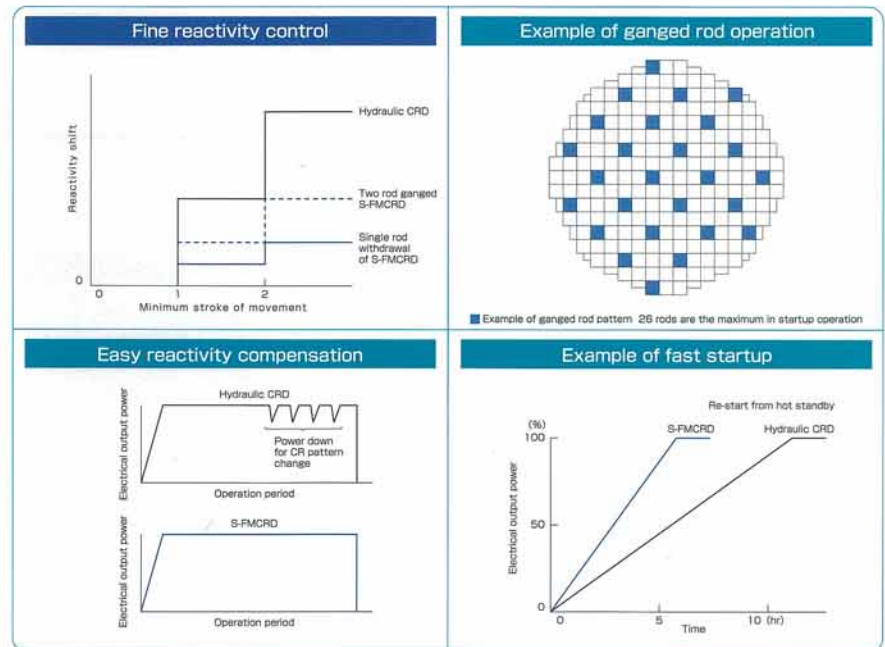 Fine reactivity control
Reactivity shift
Hydraulic CRD
Two rod ganged
S-FMCRD
Single rod
withdrawal
of S-FMCRD
0
0
1
2
Minimum stroke of movement
Example of ganged rod operation
Example of ganged rod pattern 26 rods are the maximum in startup operation
Easy reactivity compensation
Hydraulic CRD
Electrical output power
Power down
for CR pattern
change
Operation period
S-FMCRD
Electrical output power
Operation period
Example of fast startup
Re-start from hot standby
(%)
S-FMCRD
Hydraulic CRD
100
Electrical output power
50
0
0
5
10 (hr)
Time